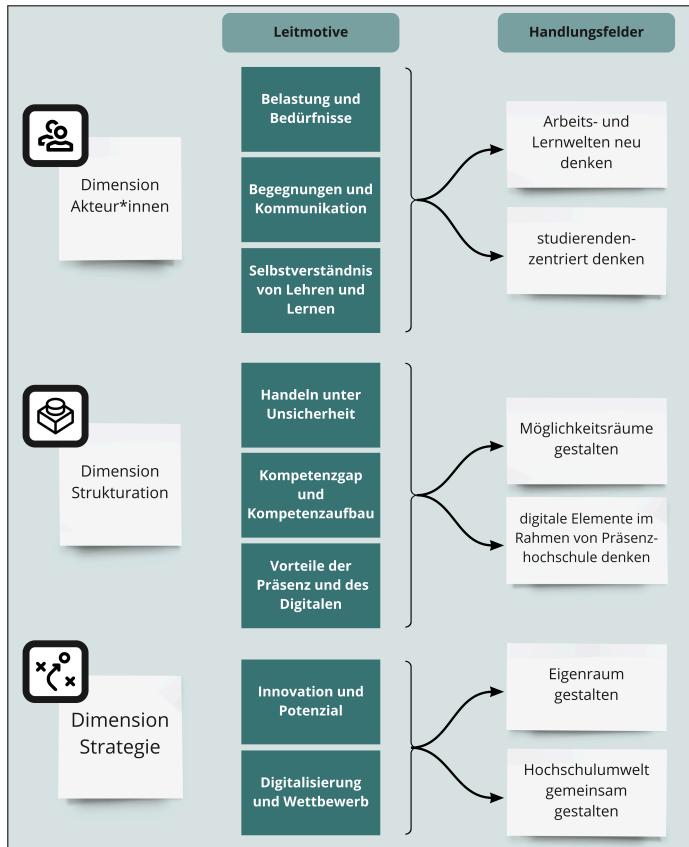 Leitmotive
Handlungsfelder
Dimension
Akteur*innen
Belastung und
Bedürfnisse
Begegnungen und
Kommunikation
Selbstverständnis
von Lehren und
Lernen
Arbeits- und
Lernwelten neu
denken
studierenden-
zentriert denken
Dimension
Strukturation
Handeln unter
Unsicherheit
Kompetenzgap
und
Kompetenzaufbau
Vorteile der
Präsenz und des
Digitalen
Möglichkeitsräume
gestalten
digitale Elemente im
Rahmen von Präsenz-
hochschule denken
Dimension
Strategie
Innovation und
Potenzial
Digitalisierung
und Wettbewerb
Eigenraum
gestalten
Hochschulumwelt
gemeinsam
gestalten